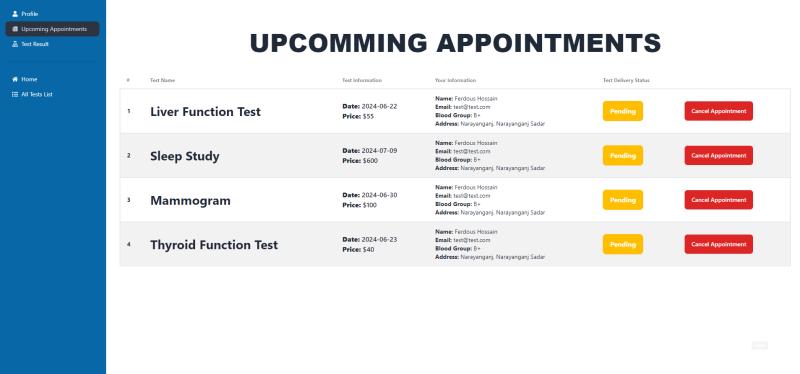 Profile
Upcoming Appointments
Test Result
Home
All Tests List
UPCOMMING APPOINTMENTS
# Test Name Test Information Your Information Test Delivery Status
1 Liver Function Test
Date: 2024-06-22
Price: $55
Name: Ferdous Hossain
Email: test@test.com
Blood Group: B+
Address: Narayanganj, Narayanganj Sadar
Pending
Cancel Appointment
2 Sleep Study
Date: 2024-07-09
Price: $600
Name: Ferdous Hossain
Email: test@test.com
Blood Group: B+
Address: Narayanganj, Narayanganj Sadar
Pending
Cancel Appointment
3 Mammogram
Date: 2024-06-30
Price: $100
Name: Ferdous Hossain
Email: test@test.com
Blood Group: B+
Address: Narayanganj, Narayanganj Sadar
Pending
Cancel Appointment
4 Thyroid Function Test
Date: 2024-06-23
Price: $40
Name: Ferdous Hossain
Email: test@test.com
Blood Group: B+
Address: Narayanganj, Narayanganj Sadar
Pending
Cancel Appointment